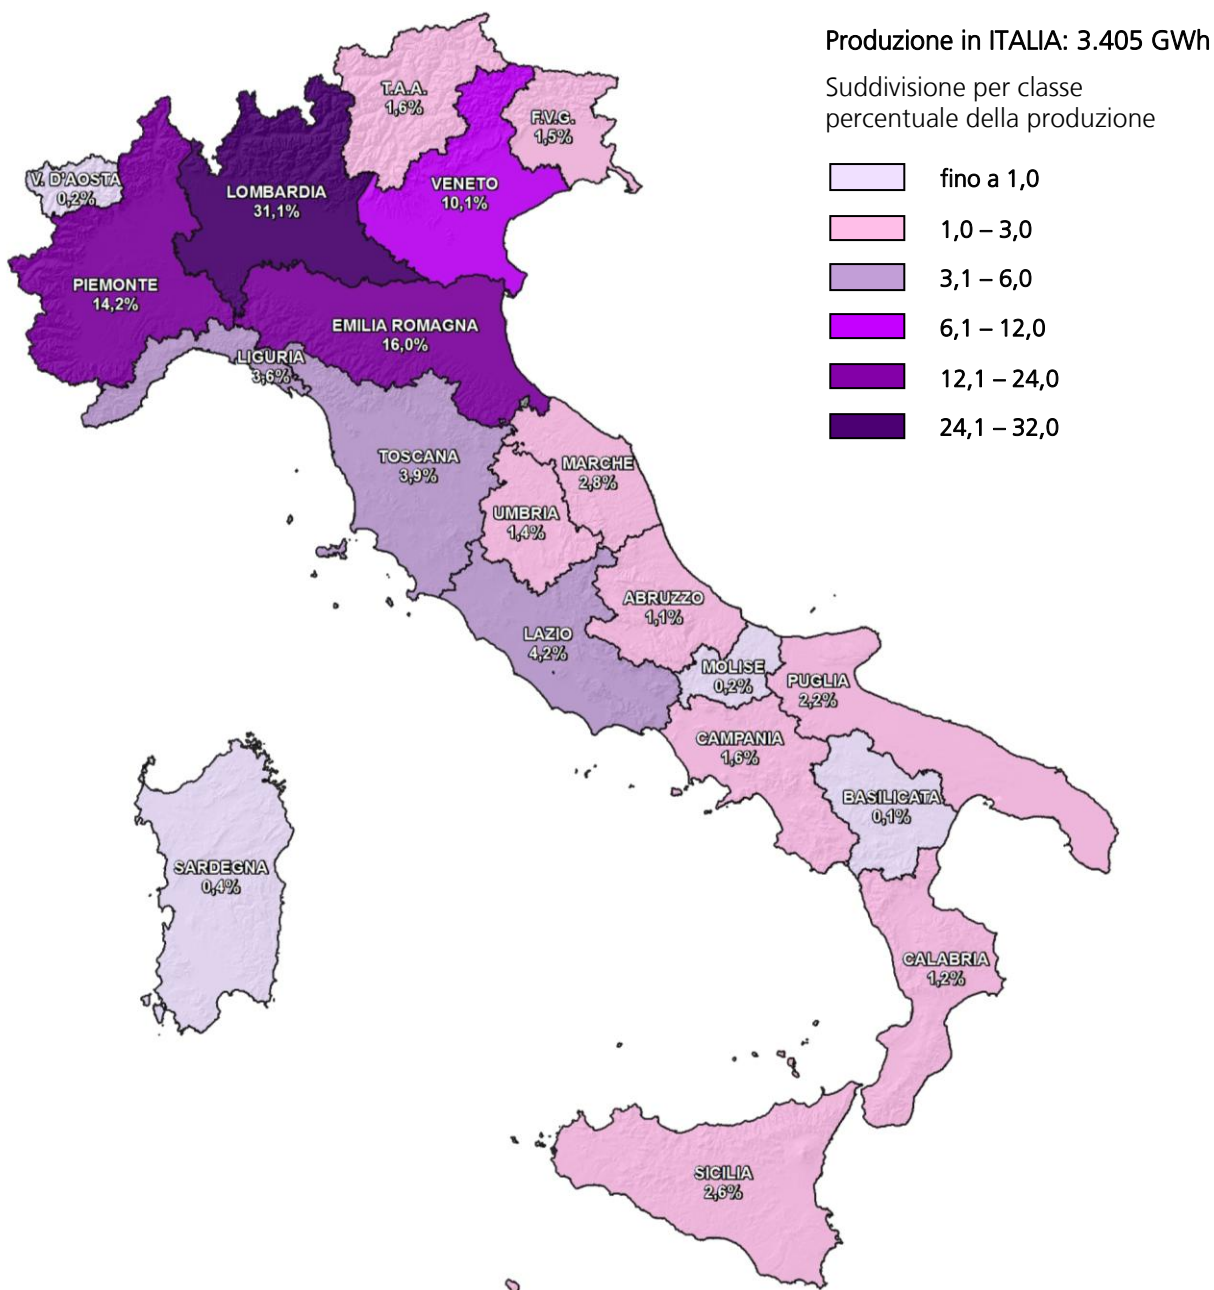 Produzione in ITALIA: 3.405 GWh
Suddivisione per classe
percentuale della produzione
fino a 1,0
1,0 – 3,0
3,1 – 6,0
6,1 – 12,0
12,1 – 24,0
24,1 – 32,0
T.A.A.
1,6%
F.V.G.
1,5%
V. D'AOSTA
0,2%
LOMBARDIA
31,1%
VENETO
10,1%
PIEMONTE
14,2%
EMILIA ROMAGNA
16,0%
LIGURIA
3,6%
TOSCANA
3,9%
MARCHE
2,8%
UMBRIA
1,4%
ABRUZZO
1,1%
LAZIO
4,2%
MOLISE
0,2%
PUGLIA
2,2%
CAMPANIA
1,6%
BASILICATA
0,1%
SARDEGNA
0,4%
CALABRIA
1,2%
SICILIA
2,6%